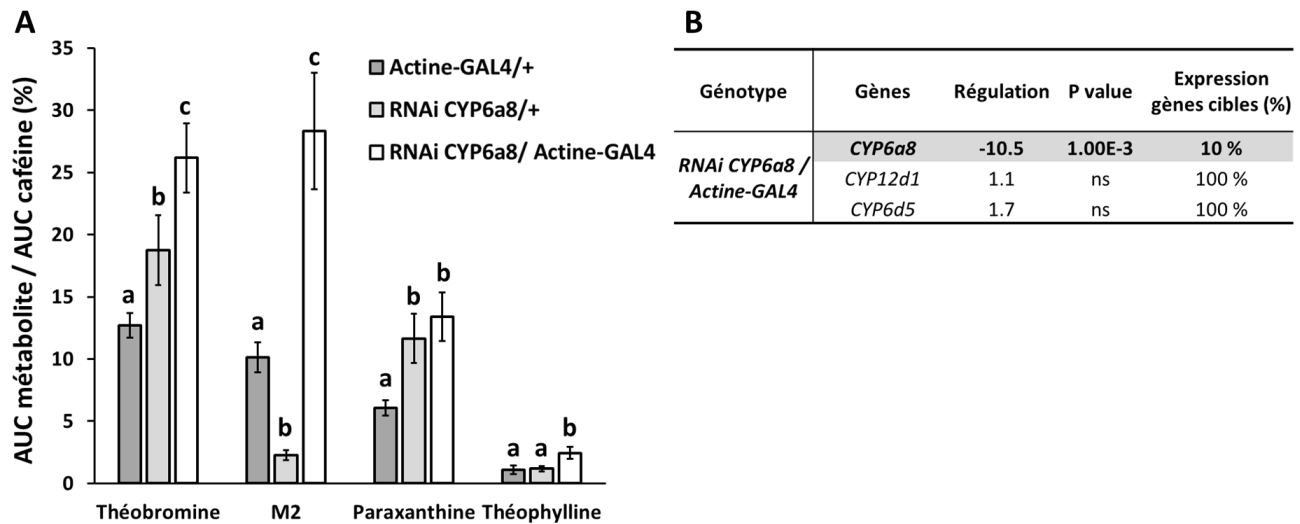 A
AUC métabolite / AUC caféine (%)
35
30
25
20
15
10
5
0
Actine-GAL4/+
RNAi CYP6a8/+
RNAi CYP6a8/ Actine-GAL4
a b c
a b c
a b b
a a b
Théobromine M2 Paraxanthine Théophylline
B
Génotype Gènes Régulation P value Expression
gènes cibles (%)
RNAi CYP6a8 /
Actine-GAL4
CYP6a8 -10.5 1.00E-3 10 %
CYP12d1 1.1 ns 100 %
CYP6d5 1.7 ns 100 %